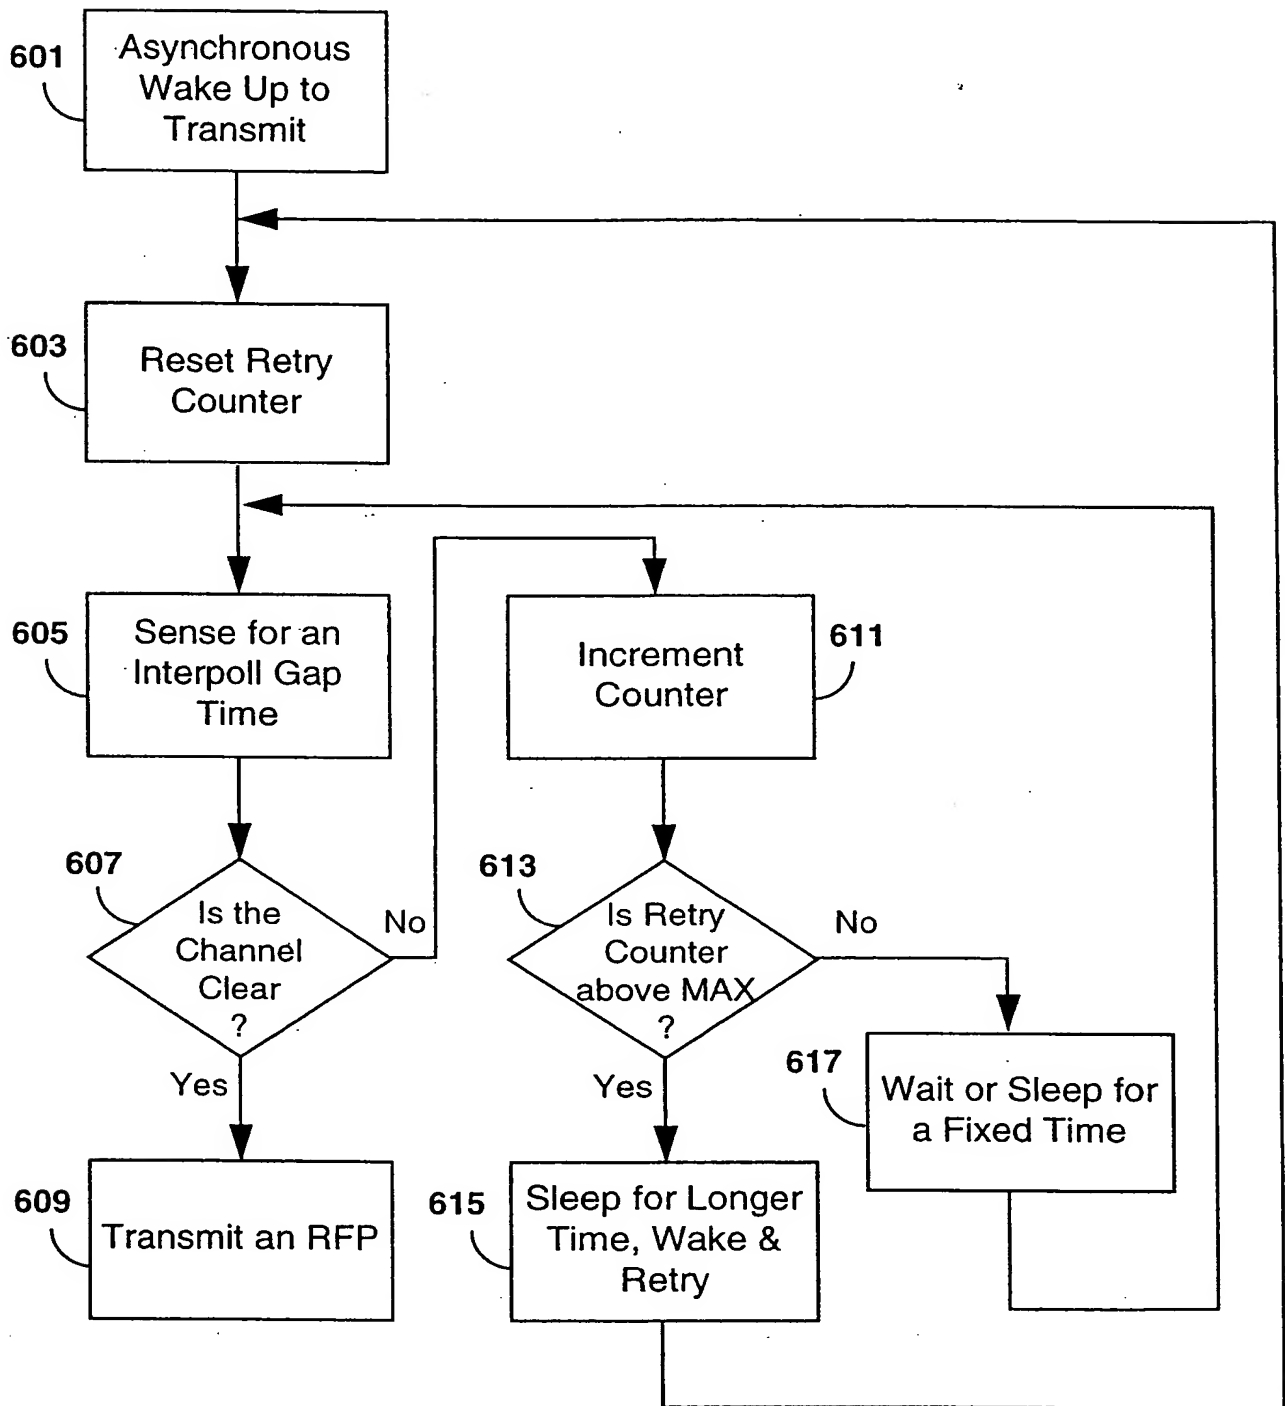 601
Asynchronous
Wake Up to
Transmit
603
Reset Retry
Counter
605
Sense for an
Interpoll Gap
Time
611
Increment
Counter
607
Is the
Channel
Clear
?
No
Yes
613
Is Retry
Counter
above MAX
?
No
Yes
617
Wait or Sleep for
a Fixed Time
609
Transmit an RFP
615
Sleep for Longer
Time, Wake &
Retry